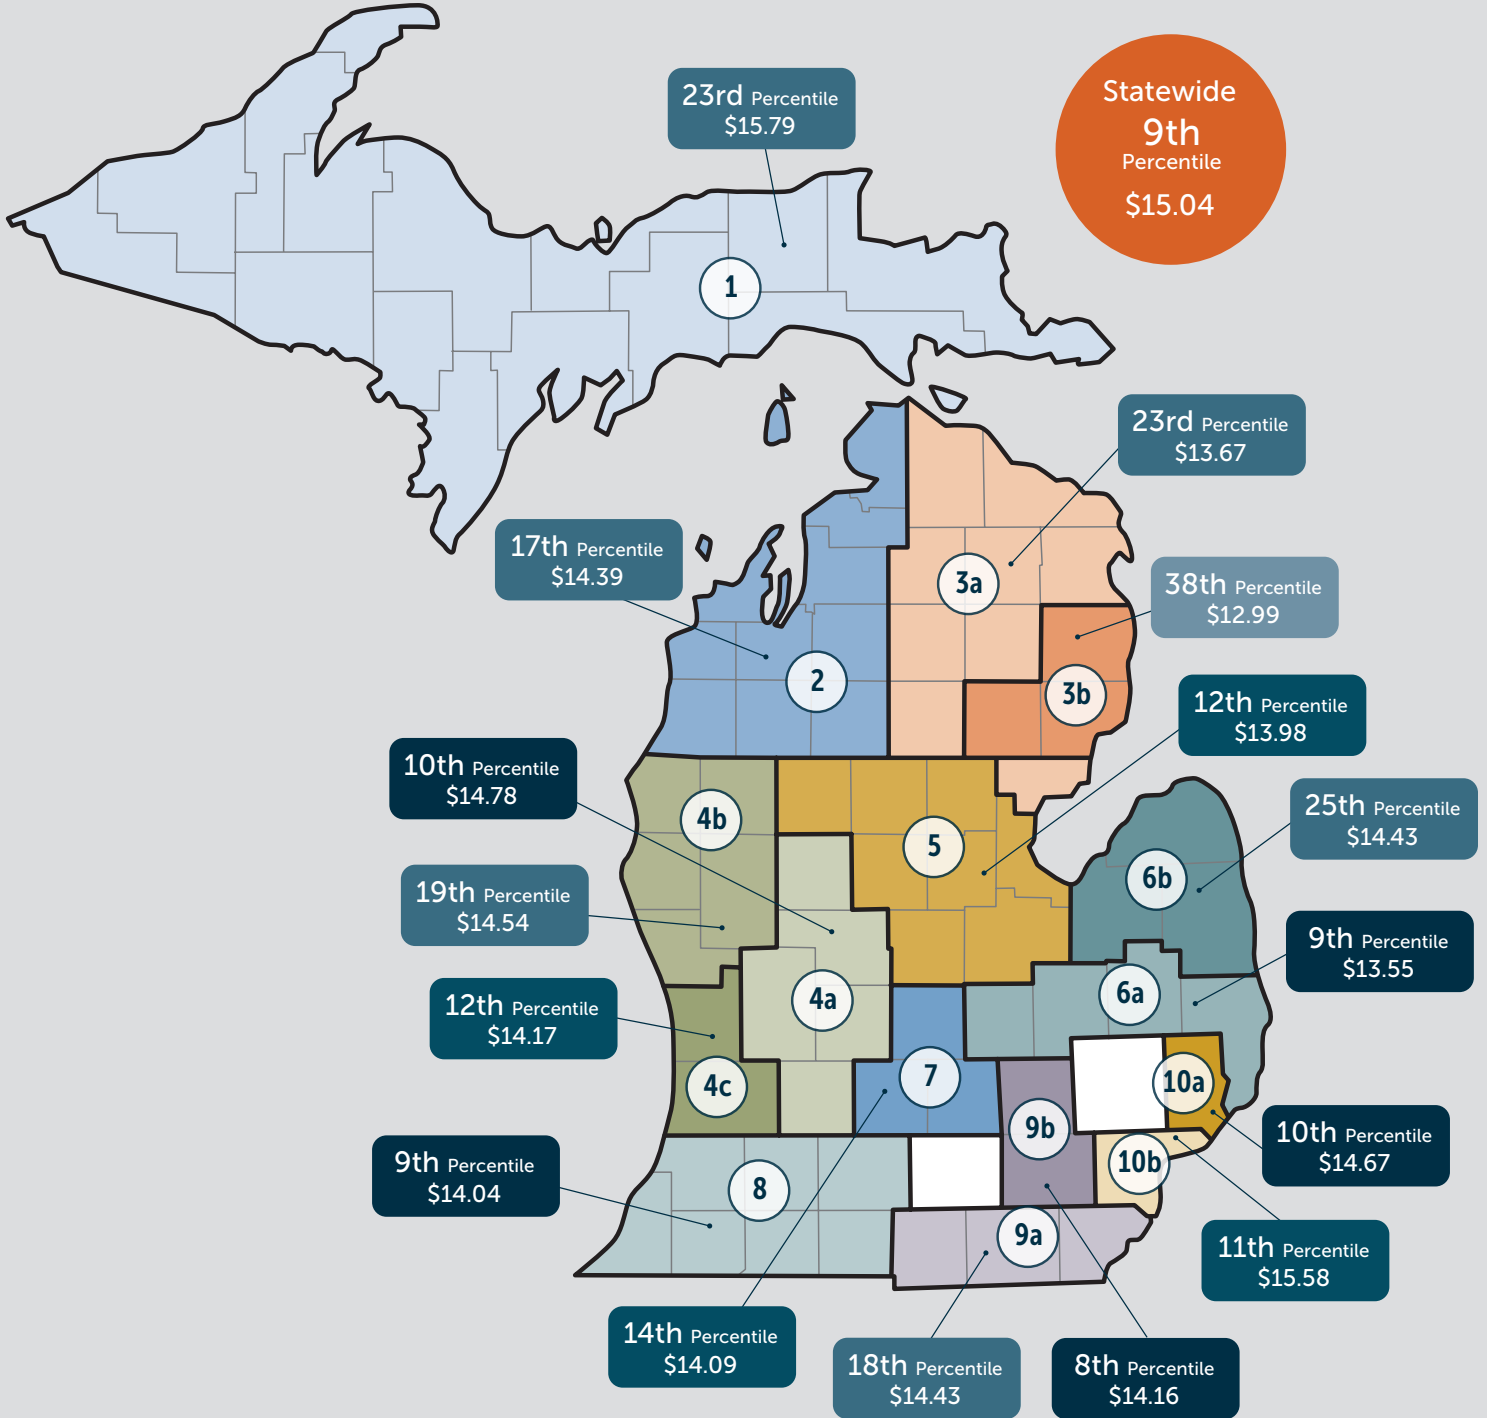 23rd Percentile
$15.79
Statewide
9th
Percentile
$15.04
1
23rd Percentile
$13.67
17th Percentile
$14.39
3a
38th Percentile
$12.99
2
3b
12th Percentile
$13.98
10th Percentile
$14.78
4b
5
25th Percentile
$14.43
6b
19th Percentile
$14.54
9th Percentile
$13.55
4a
6a
12th Percentile
$14.17
4c
7
10a
9b
10th Percentile
$14.67
9th Percentile
$14.04
8
10b
9a
11th Percentile
$15.58
14th Percentile
$14.09
18th Percentile
$14.43
8th Percentile
$14.16